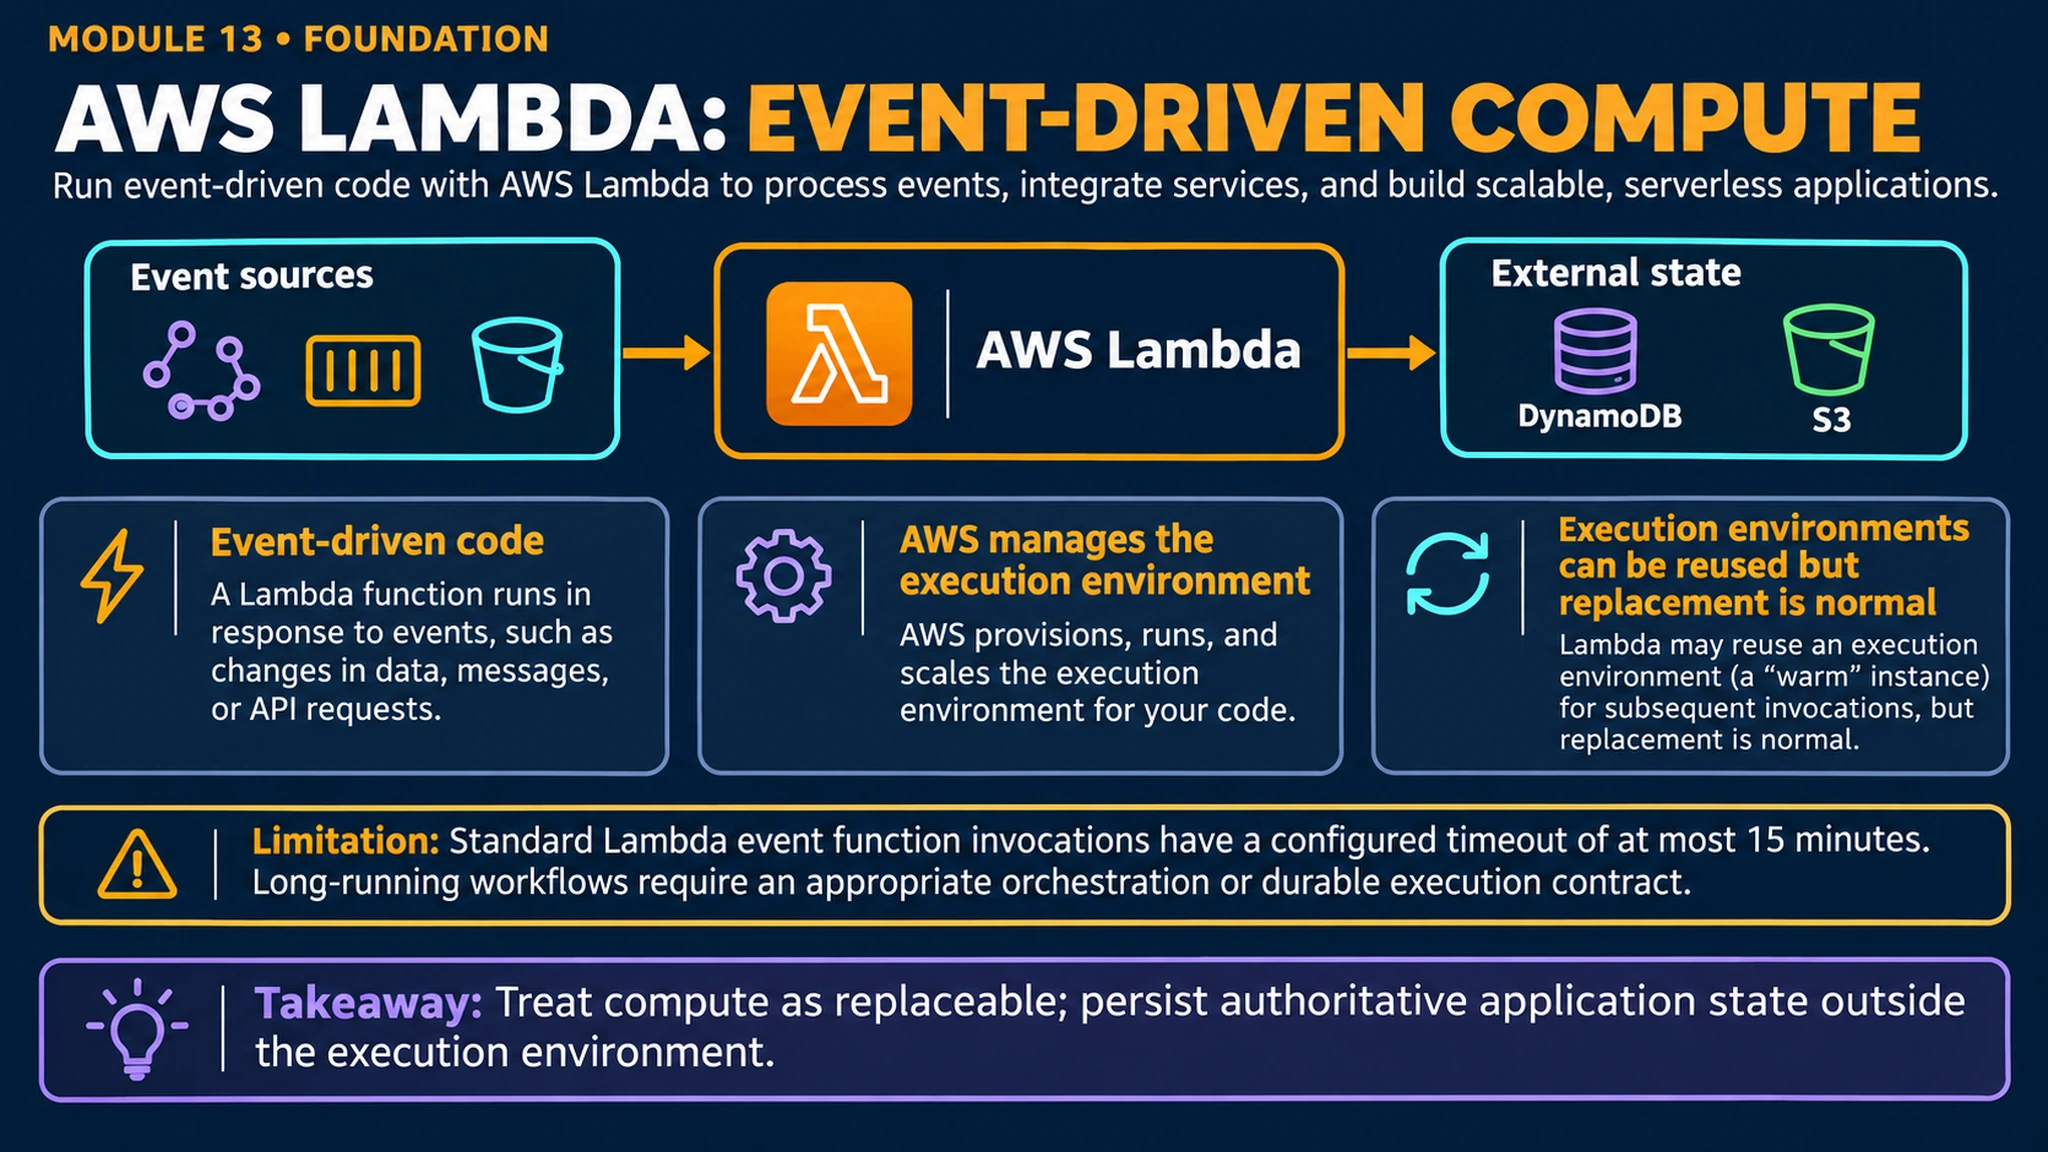 MODULE 13 • FOUNDATION
AWS LAMBDA: EVENT-DRIVEN COMPUTE
Run event-driven code with AWS Lambda to process events, integrate services, and build scalable, serverless applications.
Event sources
AWS Lambda
External state
DynamoDB
S3
Event-driven code
A Lambda function runs in
response to events, such as
changes in data, messages,
or API requests.
AWS manages the
execution environment
AWS provisions, runs, and
scales the execution
environment for your code.
Execution environments
can be reused but
replacement is normal
Lambda may reuse an execution
environment (a “warm” instance)
for subsequent invocations, but
replacement is normal.
Limitation: Standard Lambda event function invocations have a configured timeout of at most 15 minutes.
Long-running workflows require an appropriate orchestration or durable execution contract.
Takeaway: Treat compute as replaceable; persist authoritative application state outside
the execution environment.